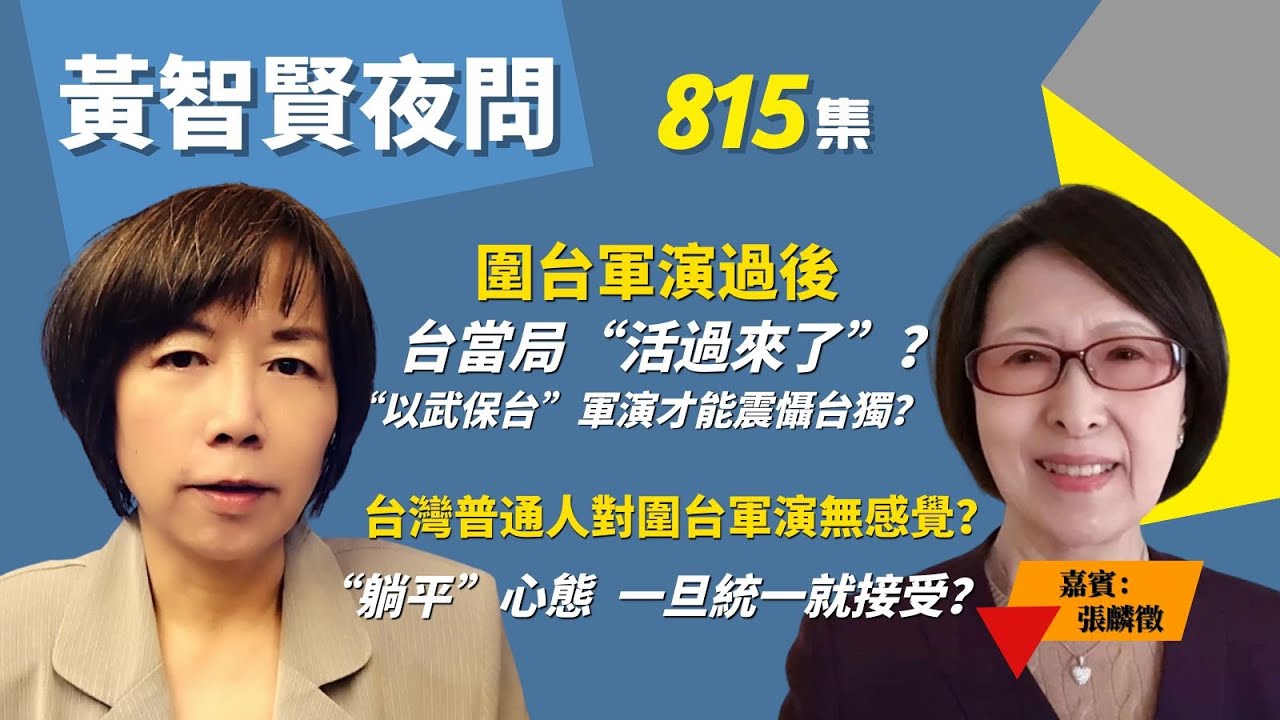 黃智賢夜問
815集
圍台軍演過後
台當局“活過來了”？
“以武保台”軍演才能震懾台獨？
台灣普通人對圍台軍演無感覺？
“躺平”心態 一旦統一就接受？
嘉賓：
張麟徵